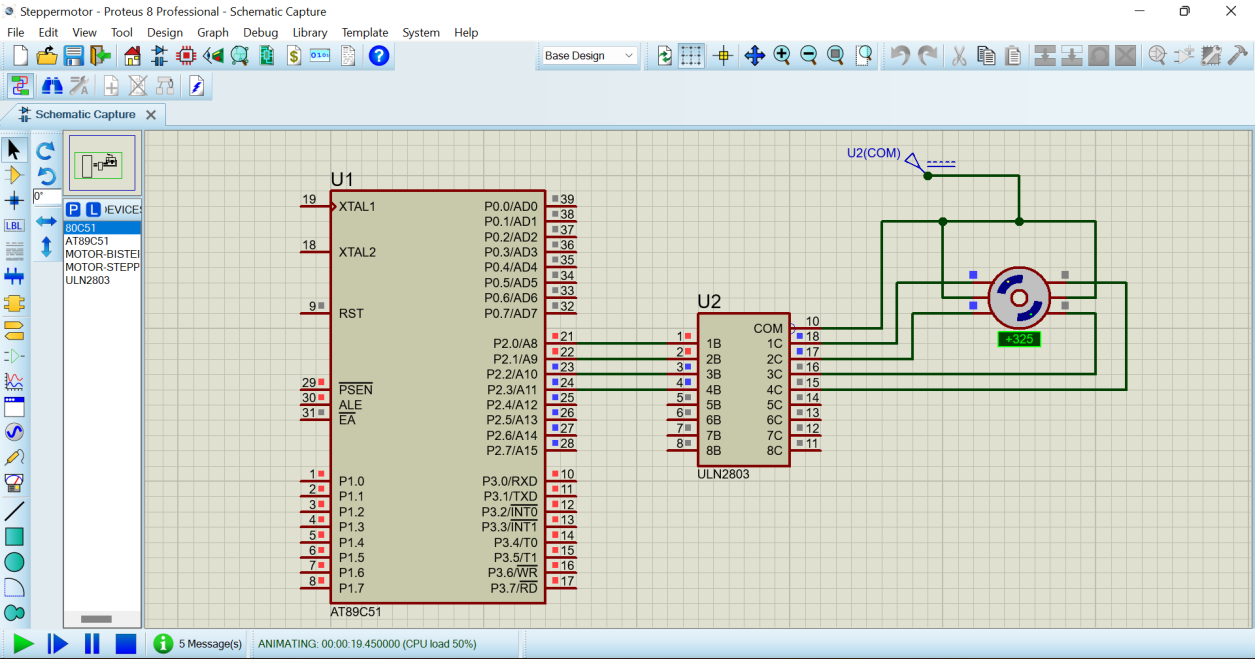 Steppermotor - Proteus 8 Professional - Schematic Capture
File Edit View Tool Design Graph Debug Library Template System Help
Base Design
Schematic Capture
0°
P L EVICES
80C51
AT89C51
MOTOR-BISTEI
MOTOR-STEPP
ULN2803
LBL
U2(COM)
U1
19 XTAL1
18 XTAL2
9 RST
29 PSEN
30 ALE
31 EA
1 P1.0
2 P1.1
3 P1.2
4 P1.3
5 P1.4
6 P1.5
7 P1.6
8 P1.7
P0.0/AD0 39
P0.1/AD1 38
P0.2/AD2 37
P0.3/AD3 36
P0.4/AD4 35
P0.5/AD5 34
P0.6/AD6 33
P0.7/AD7 32
P2.0/A8 21
P2.1/A9 22
P2.2/A10 23
P2.3/A11 24
P2.4/A12 25
P2.5/A13 26
P2.6/A14 27
P2.7/A15 28
P3.0/RXD 10
P3.1/TXD 11
P3.2/INT0 12
P3.3/INT1 13
P3.4/T0 14
P3.5/T1 15
P3.6/WR 16
P3.7/RD 17
AT89C51
U2
COM 10
1 1B 1C 18
2 2B 2C 17
3 3B 3C 16
4 4B 4C 15
5 5B 5C 14
6 6B 6C 13
7 7B 7C 12
8 8B 8C 11
ULN2803
+325
5 Message(s)
ANIMATING: 00:00:19.450000 (CPU load 50%)